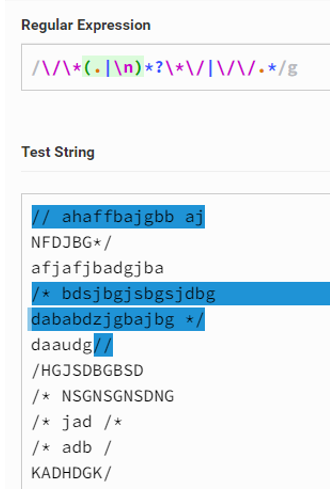 Regular Expression
/\/\*(.|\n)*?\*\/|\/\/.*/g
Test String
// ahaffbajgbb aj
NFDJBG*/
afjafjbadgjba
/* bdsjbgjsbgsjdbg
dababdzjgbajbg */
daaudg//
/HGJSDBGBSD
/* NSGNSGNSDNG
/* jad /*
/* adb /
KADHDGK/